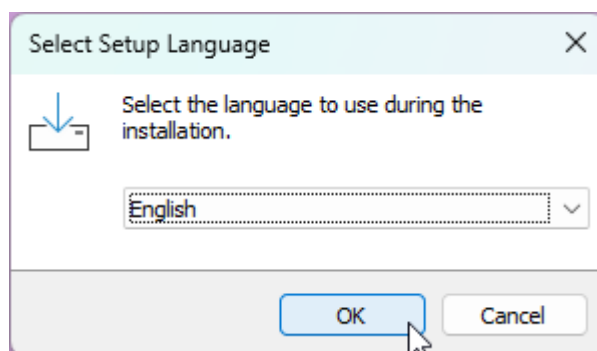 Select Setup Language
Select the language to use during the
installation.
English
OK
Cancel